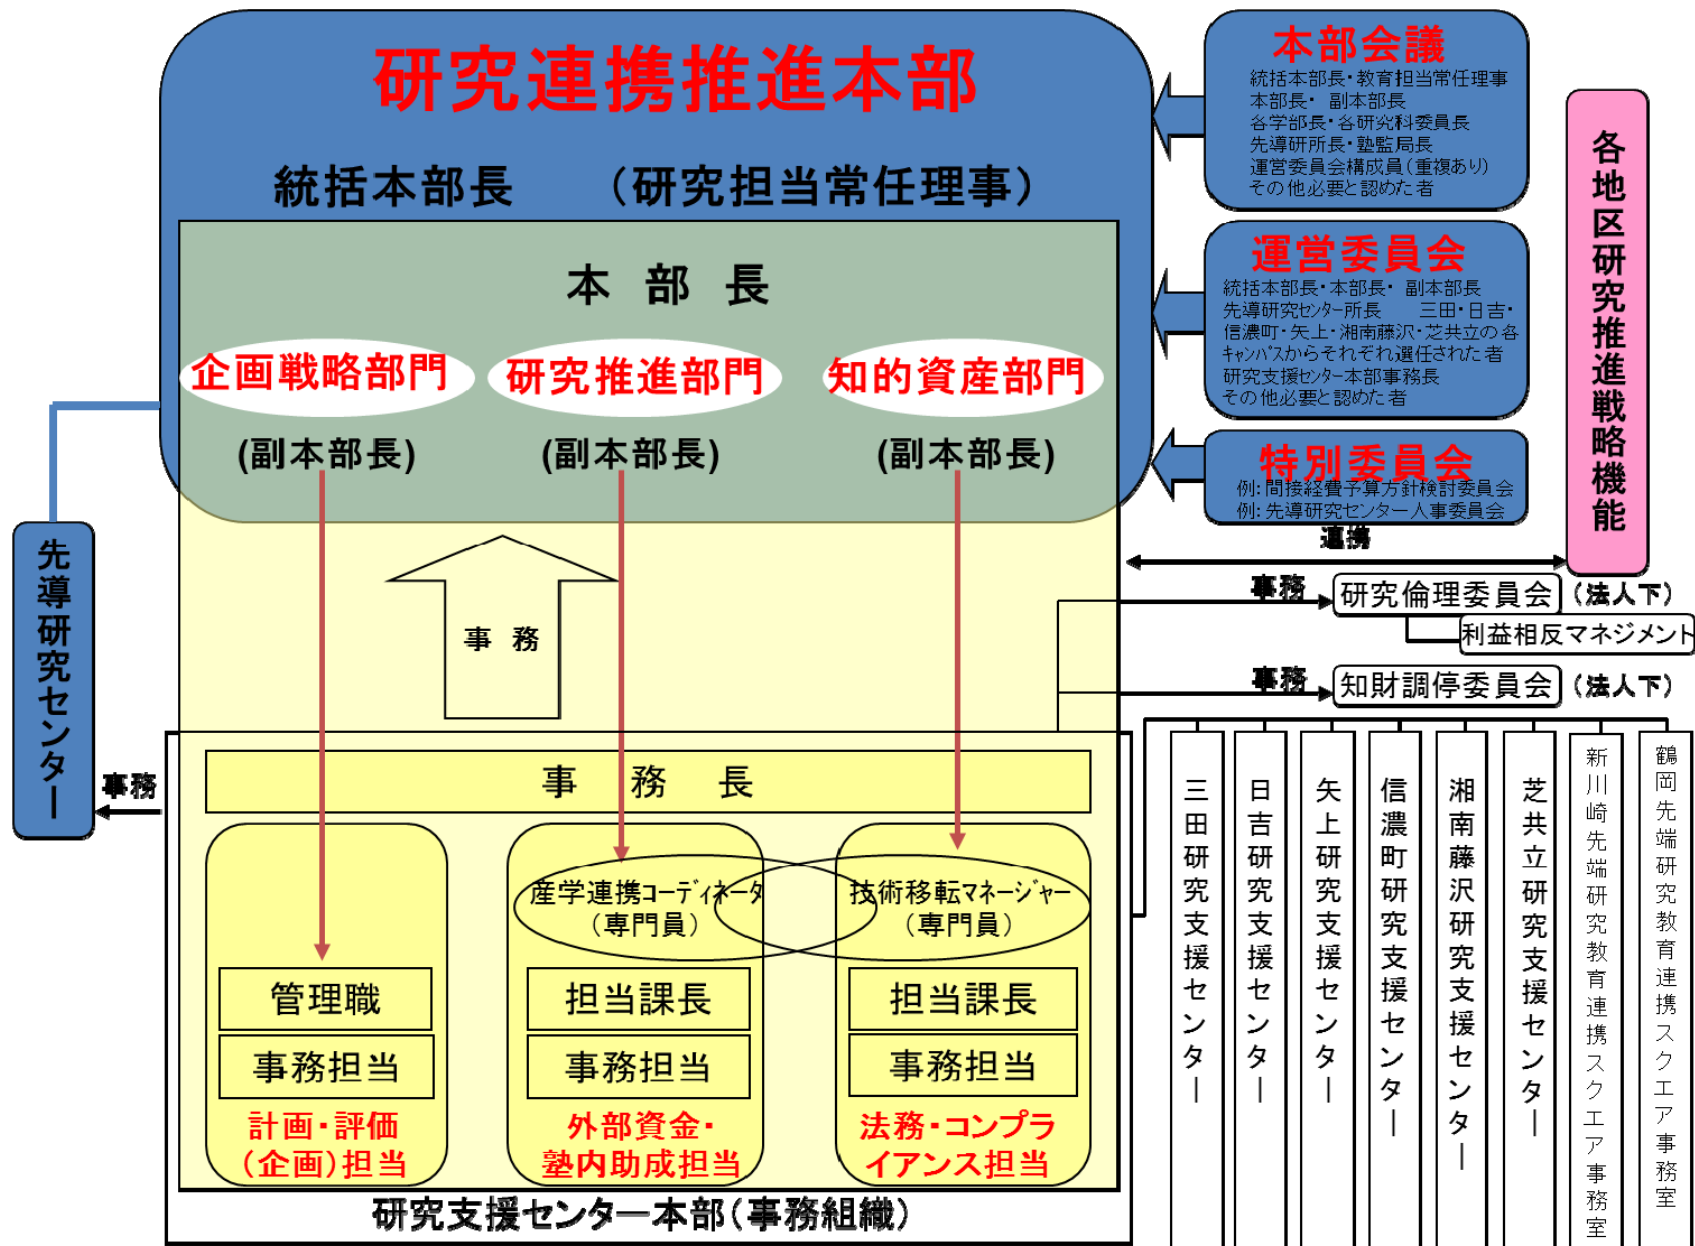 研究連携推進本部
統括本部長　　（研究担当常任理事）
本 部 長
企画戦略部門
研究推進部門
知的資産部門
(副本部長)
(副本部長)
(副本部長)
本部会議
統括本部長・教育担当常任理事
本部長・ 副本部長
各学部長・各研究科委員長
先導研所長・塾監局長
運営委員会構成員(重複あり)
その他必要と認めた者
運営委員会
統括本部長・本部長・ 副本部長
先導研究ｾﾝﾀｰ所長　 三田・日吉・
信濃町・矢上・湘南藤沢・芝共立の各
ｷｬﾝﾊﾟｽからそれぞれ選任された者
研究支援ｾﾝﾀｰ本部事務長
その他必要と認めた者
特別委員会
例: 間接経費予算方針検討委員会
例: 先導研究センター人事委員会
各地区研究推進戦略機能
連携
先導研究センター
事務
事 務
事務
研究倫理委員会
（法人下）
利益相反マネジメント
事務
知財調停委員会
（法人下）
事 務 長
産学連携ｺｰﾃﾞｨﾈｰﾀ
（専門員）
技術移転ﾏﾈｰｼﾞｬｰ
（専門員）
管理職
担当課長
担当課長
事務担当
事務担当
事務担当
計画・評価
（企画）担当
外部資金・
塾内助成担当
法務・コンプラ
イアンス担当
研究支援センター本部（事務組織）
三田研究支援センター
日吉研究支援センター
矢上研究支援センター
信濃町研究支援センター
湘南藤沢研究支援センター
芝共立研究支援センター
新川崎先端研究教育連携スクエア事務室
鶴岡先端研究教育連携スクエア事務室